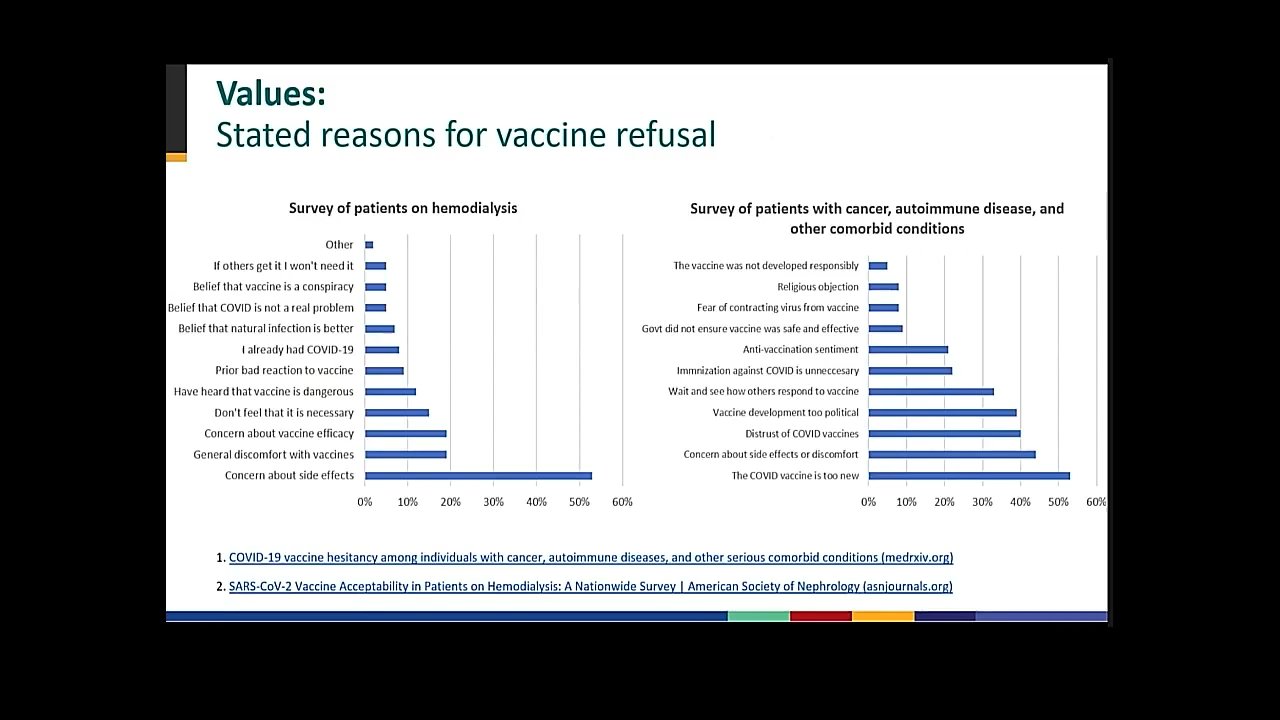 Values:
Stated reasons for vaccine refusal
Survey of patients on hemodialysis
Other
If others get it I won't need it
Belief that vaccine is a conspiracy
Belief that COVID is not a real problem
Belief that natural infection is better
I already had COVID-19
Prior bad reaction to vaccine
Have heard that vaccine is dangerous
Don't feel that it is necessary
Concern about vaccine efficacy
General discomfort with vaccines
Concern about side effects
0% 10% 20% 30% 40% 50% 60%
Survey of patients with cancer, autoimmune disease, and
other comorbid conditions
The vaccine was not developed responsibly
Religious objection
Fear of contracting virus from vaccine
Govt did not ensure vaccine was safe and effective
Anti-vaccination sentiment
Immnization against COVID is unneccesary
Wait and see how others respond to vaccine
Vaccine development too political
Distrust of COVID vaccines
Concern about side effects or discomfort
The COVID vaccine is too new
0% 10% 20% 30% 40% 50% 60%
1. COVID-19 vaccine hesitancy among individuals with cancer, autoimmune diseases, and other serious comorbid conditions (medrxiv.org)
2. SARS-CoV-2 Vaccine Acceptability in Patients on Hemodialysis: A Nationwide Survey | American Society of Nephrology (asnjournals.org)